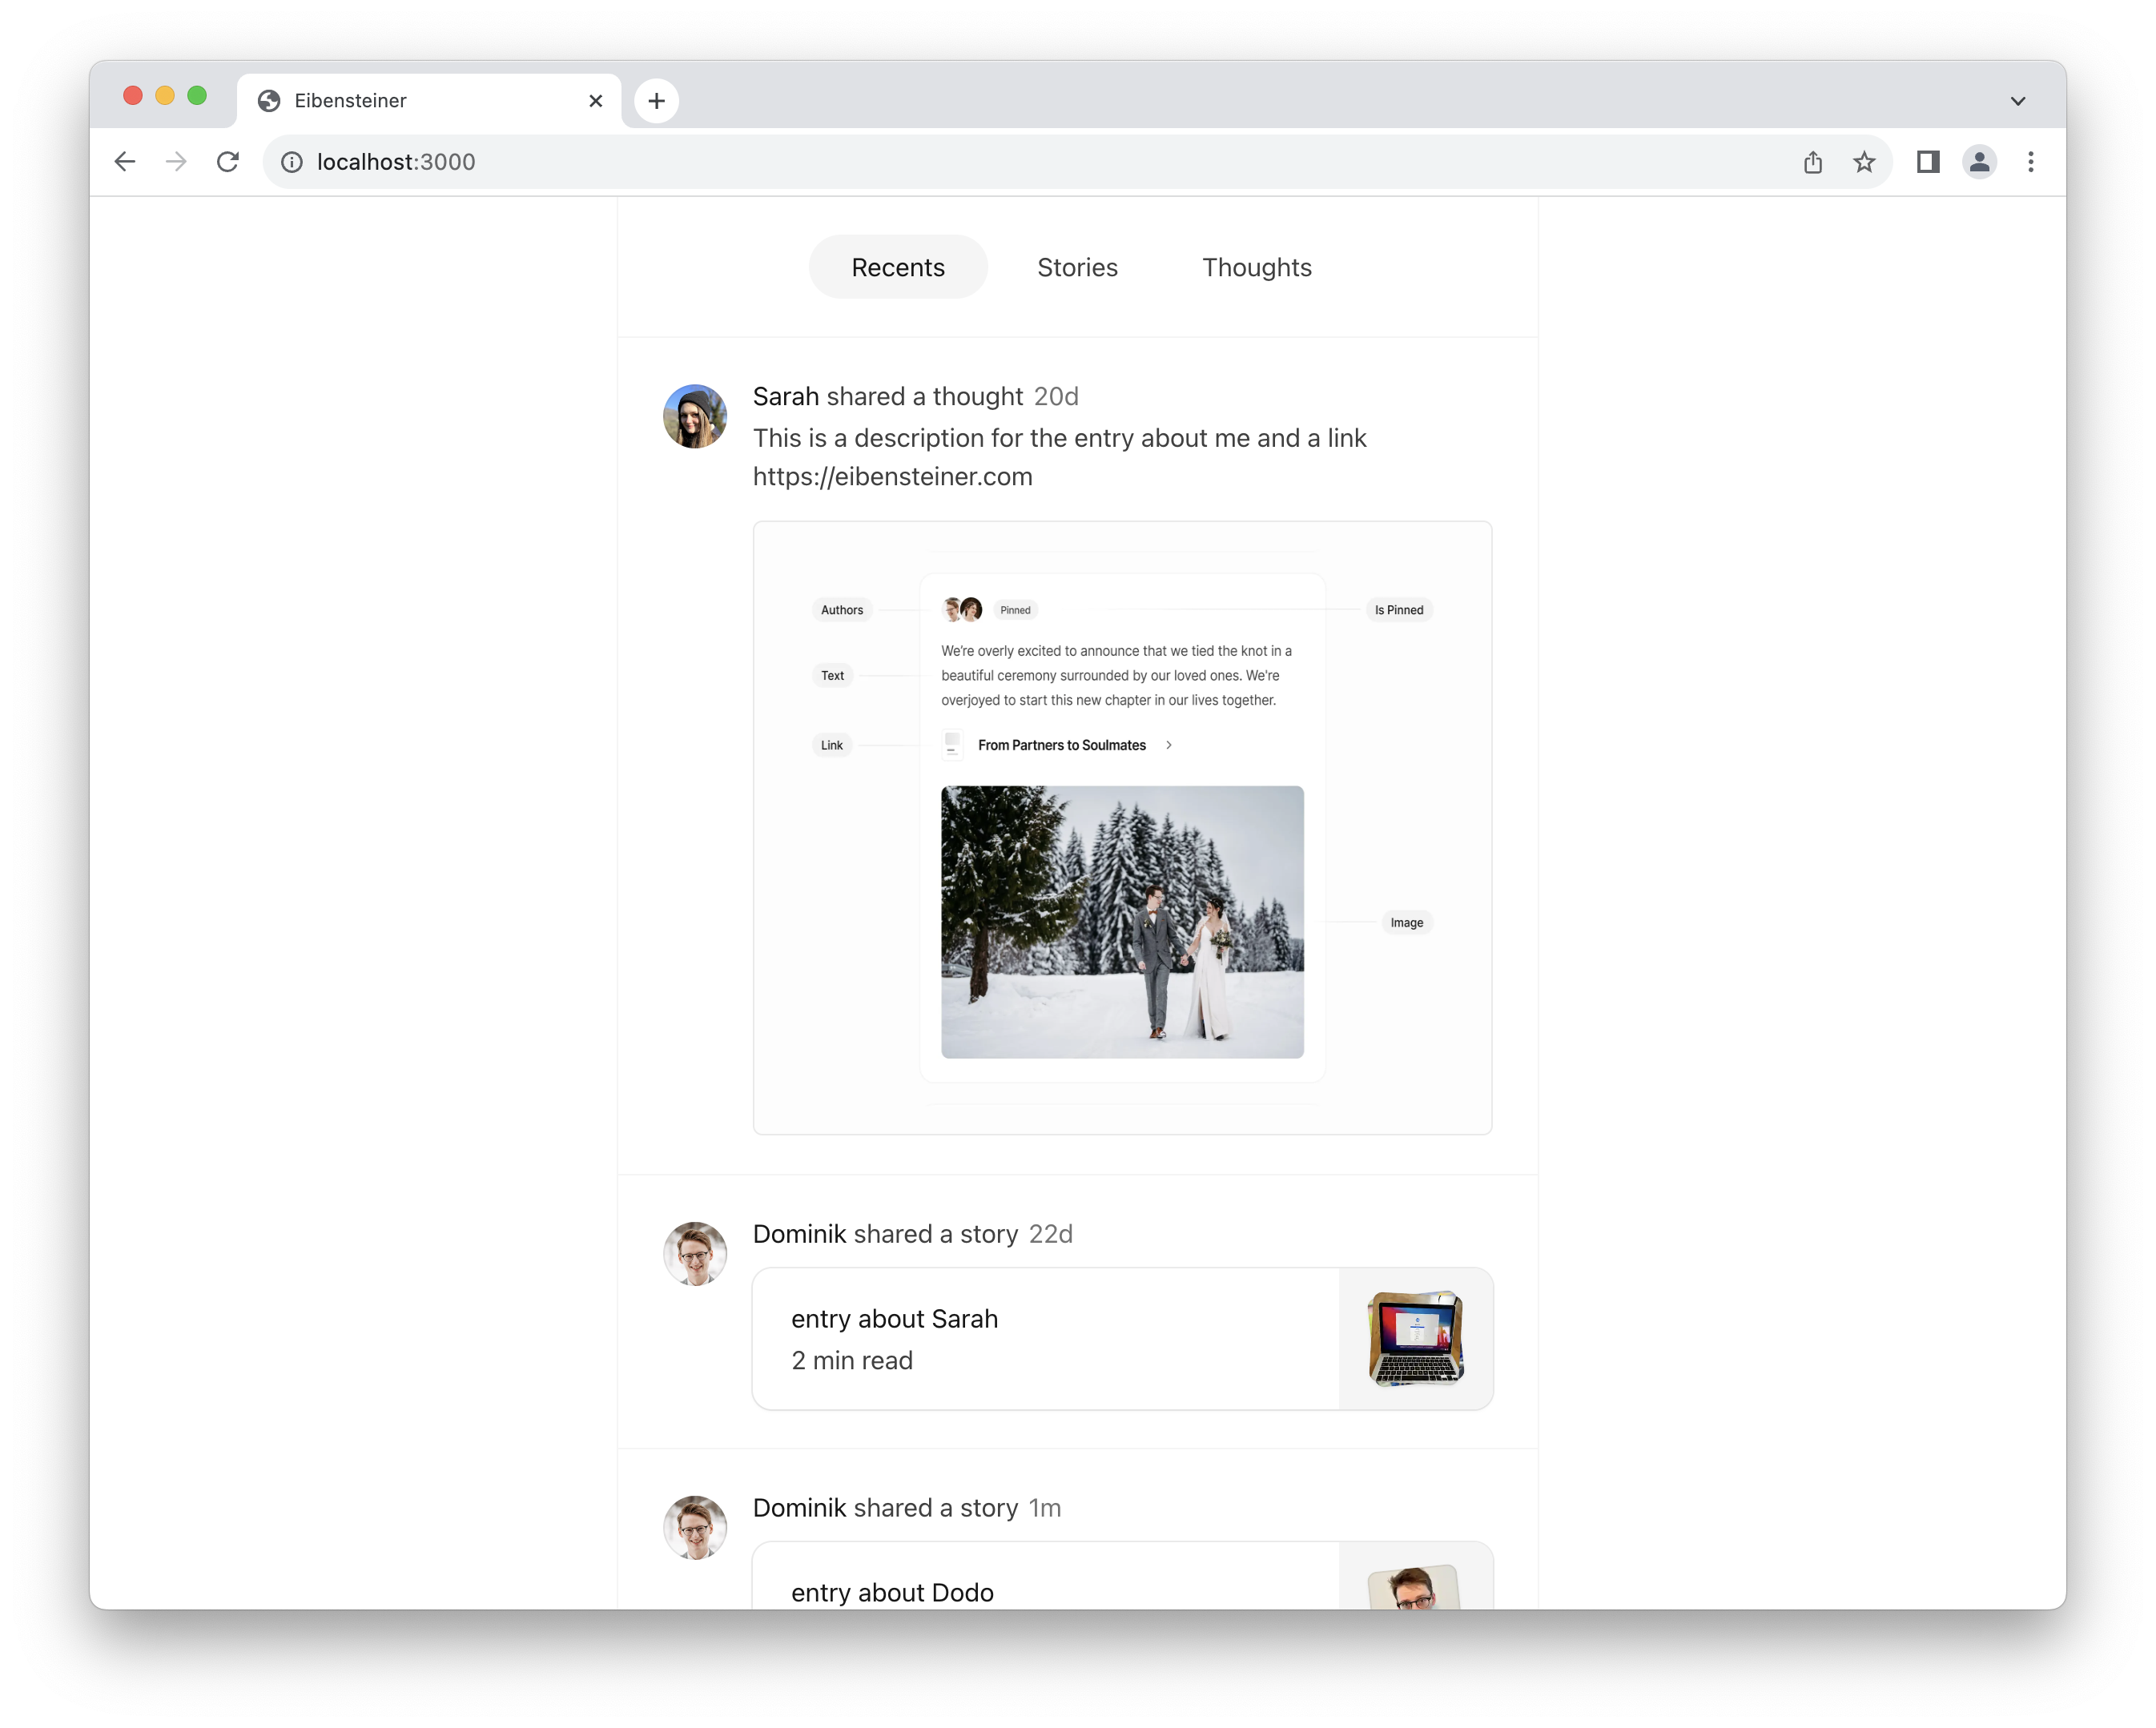 Eibensteiner
localhost:3000
Recents
Stories
Thoughts
Sarah shared a thought 20d
This is a description for the entry about me and a link
https://eibensteiner.com
Authors
Pinned
Is Pinned
We're overly excited to announce that we tied the knot in a
Text
beautiful ceremony surrounded by our loved ones. We're
overjoyed to start this new chapter in our lives together.
Link
From Partners to Soulmates
Image
Dominik shared a story 22d
entry about Sarah
2 min read
Dominik shared a story 1m
entry about Dodo